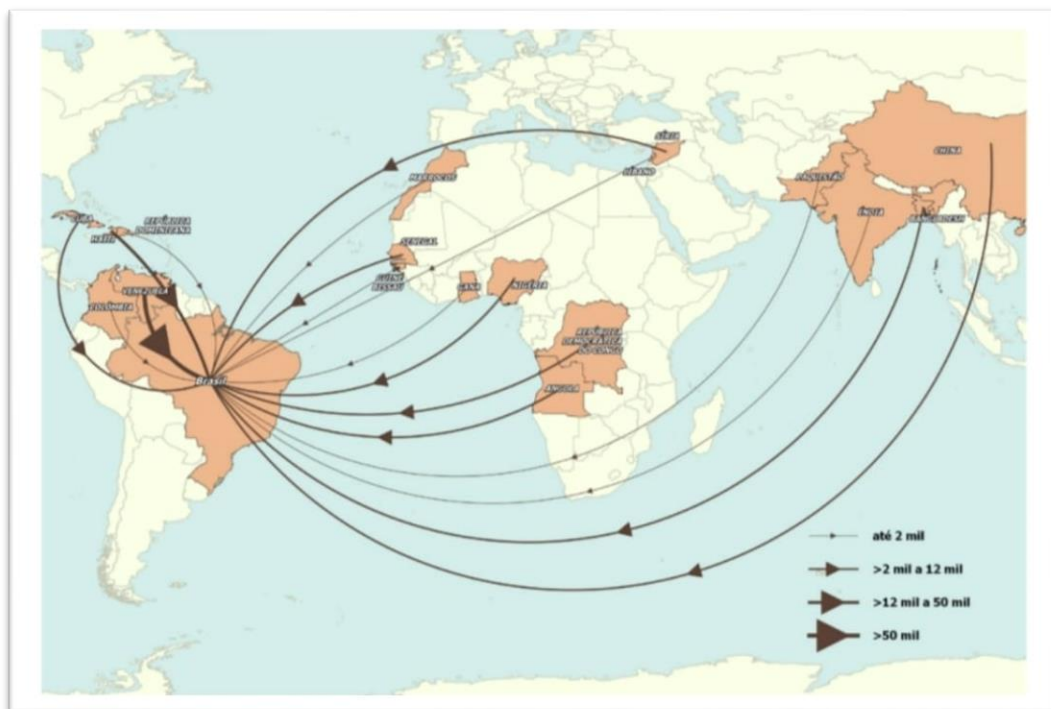 SÍRIA
CHINA
MARROCOS
LÍBANO
PAQUISTÃO
ÍNDIA
BANGLADESH
CUBA
REPÚBLICA
DOMINICANA
HAITI
SENEGAL
GUINÉ
BISSAU
GANA
NIGÉRIA
VENEZUELA
COLÔMBIA
REPÚBLICA
DEMOCRÁTICA
DO CONGO
Brasil
ANGOLA
até 2 mil
>2 mil a 12 mil
>12 mil a 50 mil
>50 mil